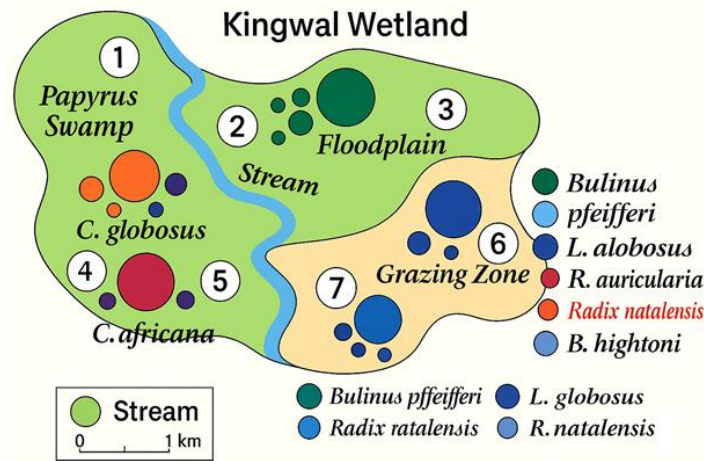 Kingwal Wetland
1
Papyrus
Swamp
2
3
Floodplain
Stream
C. globosus
4
5
C. africana
6
Grazing Zone
7
Bulinus
pfeifferi
L. alobosus
R. auricularia
Radix natalensis
B. hightoni
Stream
0 1 km
Bulinus pffeifferi
L. globosus
Radix ratalensis
R. natalensis